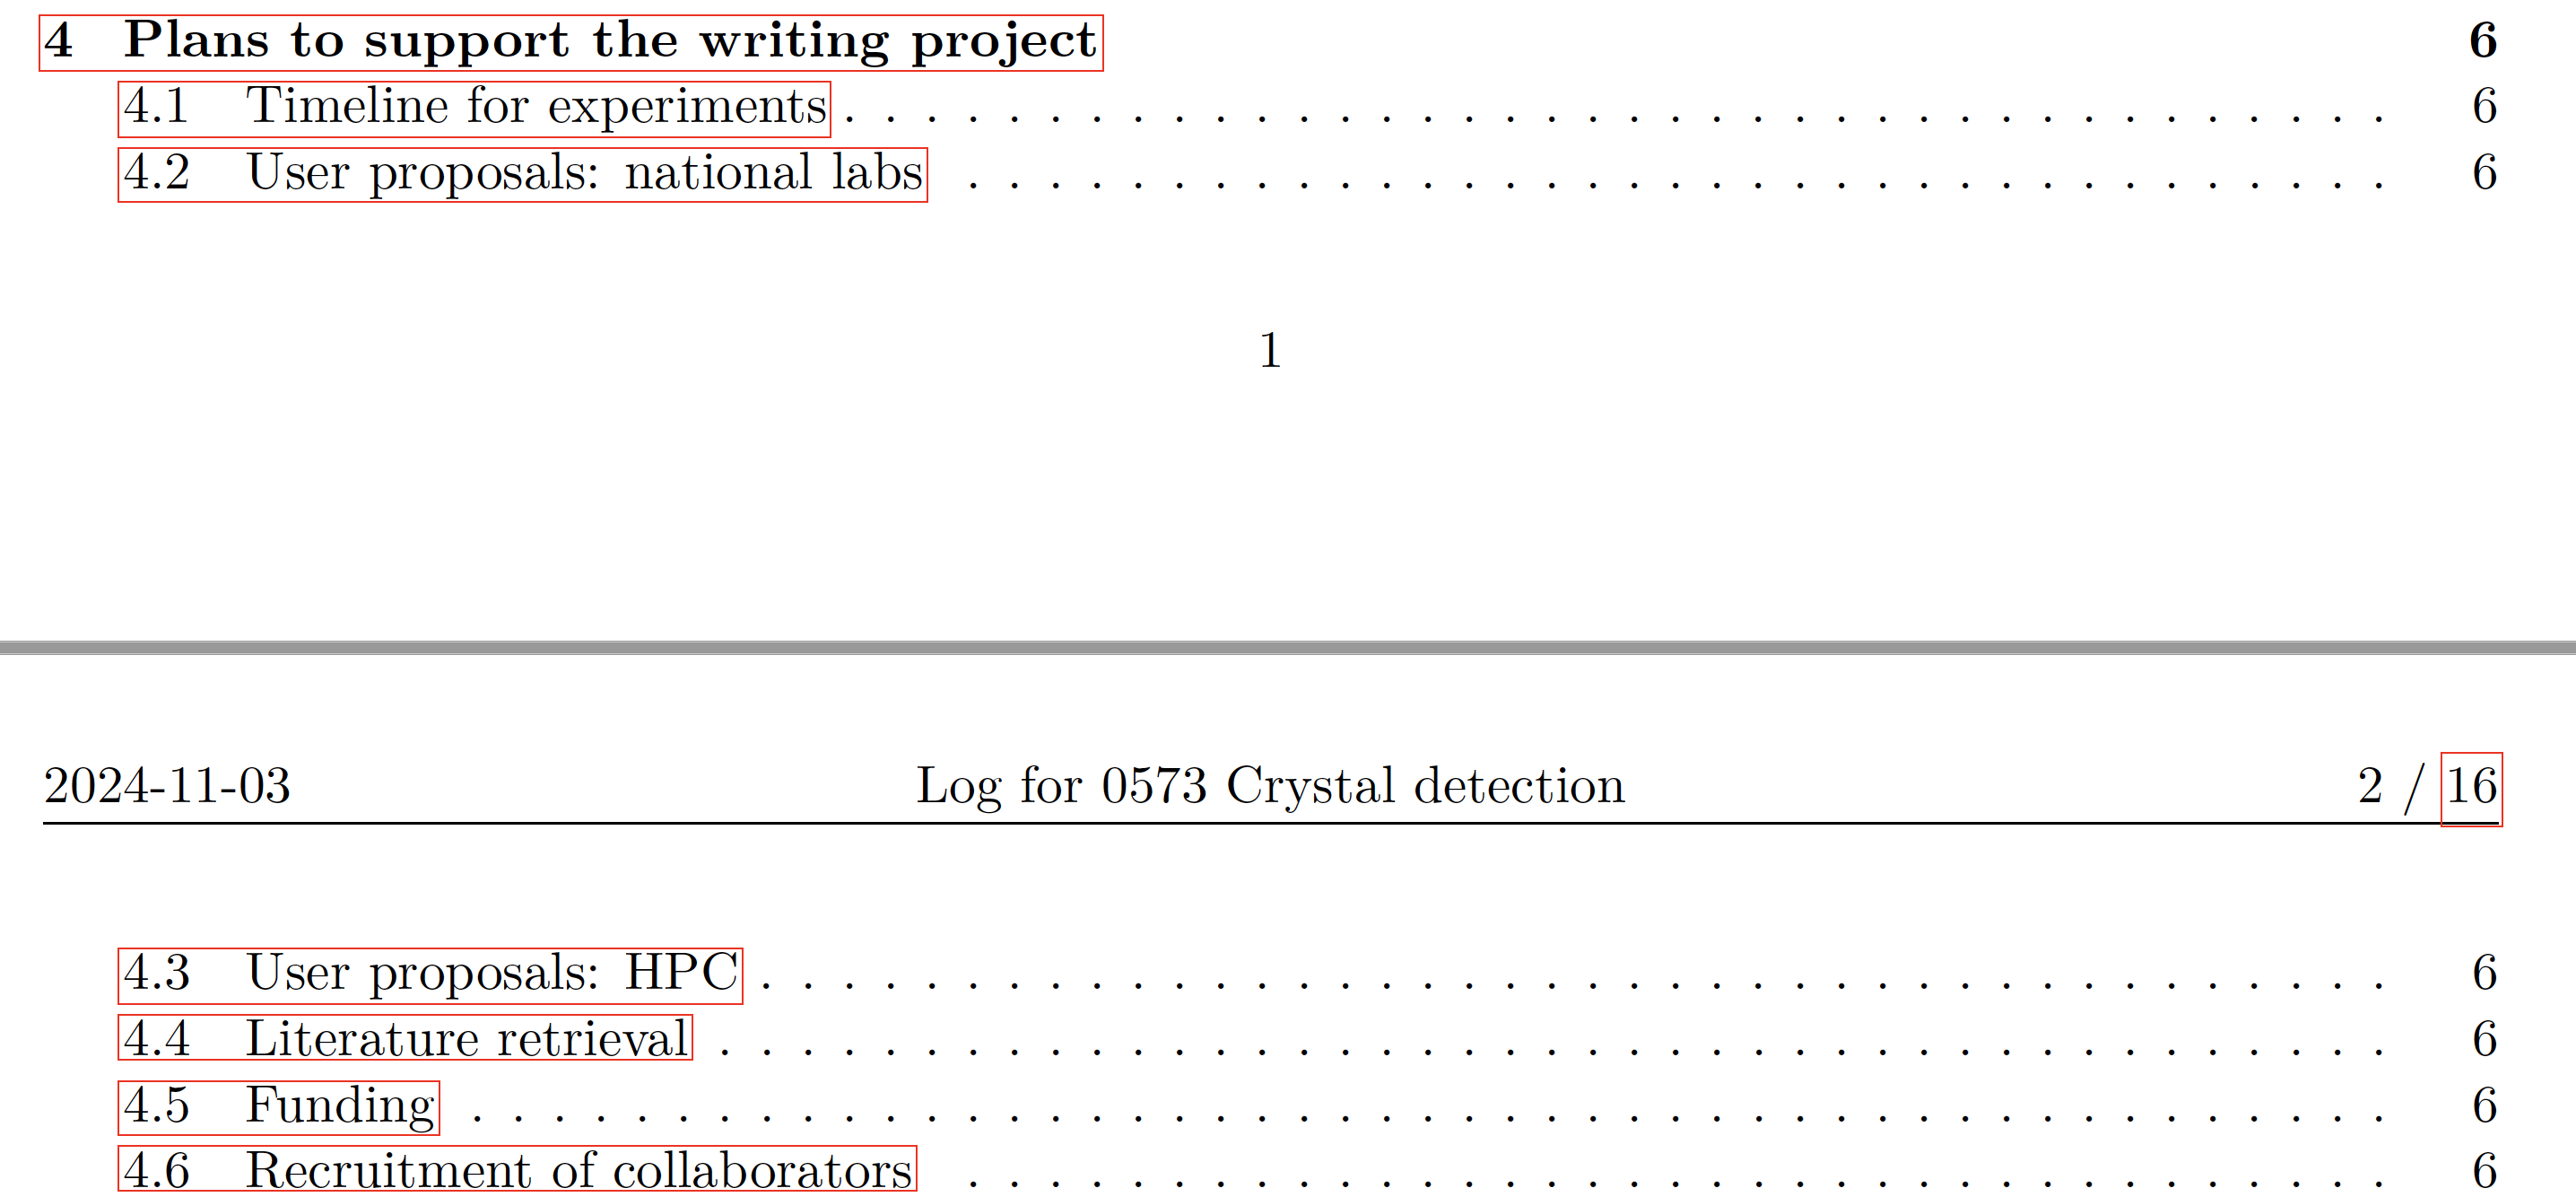 4 Plans to support the writing project 6
4.1 Timeline for experiments . . . . . . . . . . . . . . . . . . . . . . . . . . . . . . . . . . . . . . 6
4.2 User proposals: national labs . . . . . . . . . . . . . . . . . . . . . . . . . . . . . . . . . . . 6
1
2024-11-03 Log for 0573 Crystal detection 2 / 16
4.3 User proposals: HPC . . . . . . . . . . . . . . . . . . . . . . . . . . . . . . . . . . . . . . . . 6
4.4 Literature retrieval . . . . . . . . . . . . . . . . . . . . . . . . . . . . . . . . . . . . . . . . . 6
4.5 Funding . . . . . . . . . . . . . . . . . . . . . . . . . . . . . . . . . . . . . . . . . . . . . . . 6
4.6 Recruitment of collaborators . . . . . . . . . . . . . . . . . . . . . . . . . . . . . . . . . . . 6